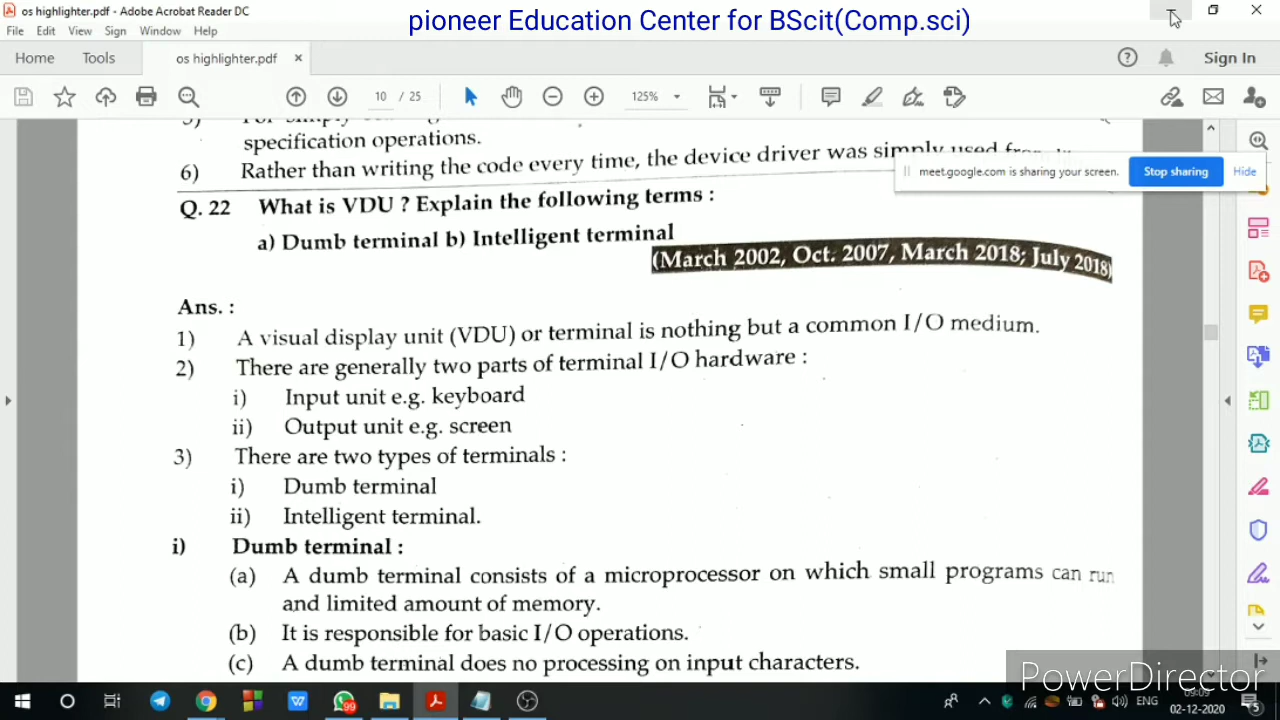 os highlighter.pdf - Adobe Acrobat Reader DC
pioneer Education Center for BScit(Comp.sci)
File Edit View Sign Window Help
Home Tools os highlighter.pdf × Sign In
10 / 25 125%
specification operations.
6) Rather than writing the code every time, the device driver was simply used
meet.google.com is sharing your screen. Stop sharing Hide
Q. 22 What is VDU ? Explain the following terms :
a) Dumb terminal b) Intelligent terminal
(March 2002, Oct. 2007, March 2018; July 2018)
Ans. :
1) A visual display unit (VDU) or terminal is nothing but a common I/O medium.
2) There are generally two parts of terminal I/O hardware :
i) Input unit e.g. keyboard
ii) Output unit e.g. screen
3) There are two types of terminals :
i) Dumb terminal
ii) Intelligent terminal.
i) Dumb terminal :
(a) A dumb terminal consists of a microprocessor on which small programs can run
and limited amount of memory.
(b) It is responsible for basic I/O operations.
(c) A dumb terminal does no processing on input characters.
PowerDirector
99
ENG
09:09
02-12-2020
5